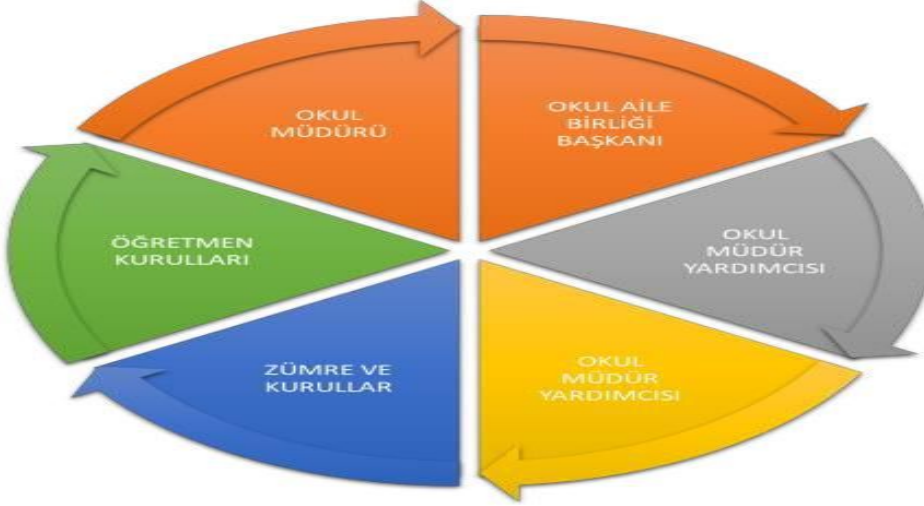 OKUL
MÜDÜRÜ
OKUL AİLE
BİRLİĞİ
BAŞKANI
OKUL
MÜDÜR
YARDIMCISI
OKUL
MÜDÜR
YARDIMCISI
ZÜMRE VE
KURULLAR
ÖĞRETMEN
KURULLARI